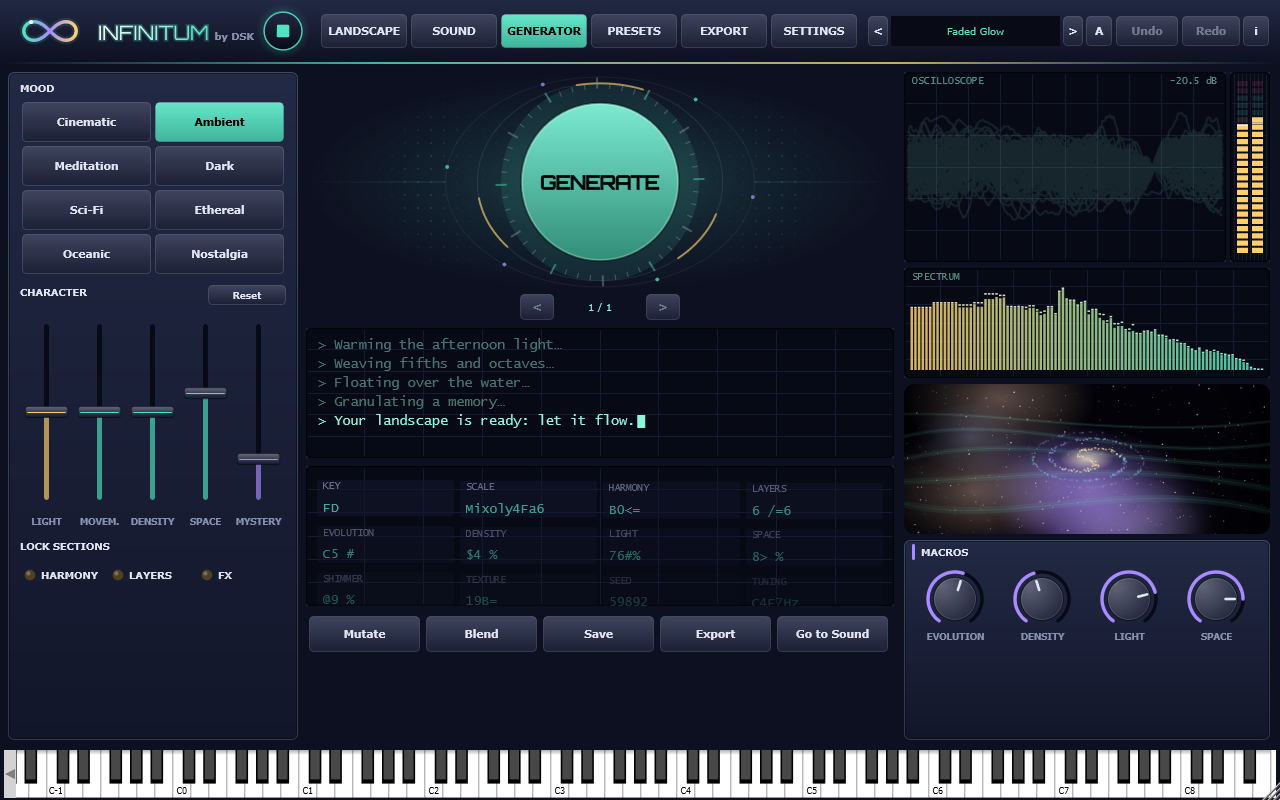 INFINITUM by DSK
LANDSCAPE SOUND GENERATOR PRESETS EXPORT SETTINGS < Faded Glow > A Undo Redo i
MOOD
Cinematic Ambient
Meditation Dark
Sci-Fi Ethereal
Oceanic Nostalgia
CHARACTER Reset
LIGHT MOVEM. DENSITY SPACE MYSTERY
LOCK SECTIONS
HARMONY LAYERS FX
GENERATE
< 1 / 1 >
> Warming the afternoon light…
> Weaving fifths and octaves…
> Floating over the water…
> Granulating a memory…
> Your landscape is ready: let it flow.
KEY SCALE HARMONY LAYERS
FD Mixoly4Fa6 BO<= 6 /=6
EVOLUTION DENSITY LIGHT SPACE
C5 # $4 % 76#% 8> %
SHIMMER TEXTURE SEED TUNING
@9 % 19B= 59892 C4F7Hz
Mutate Blend Save Export Go to Sound
OSCILLOSCOPE -20.5 dB
SPECTRUM
MACROS
EVOLUTION DENSITY LIGHT SPACE
C-1 C0 C1 C2 C3 C4 C5 C6 C7 C8